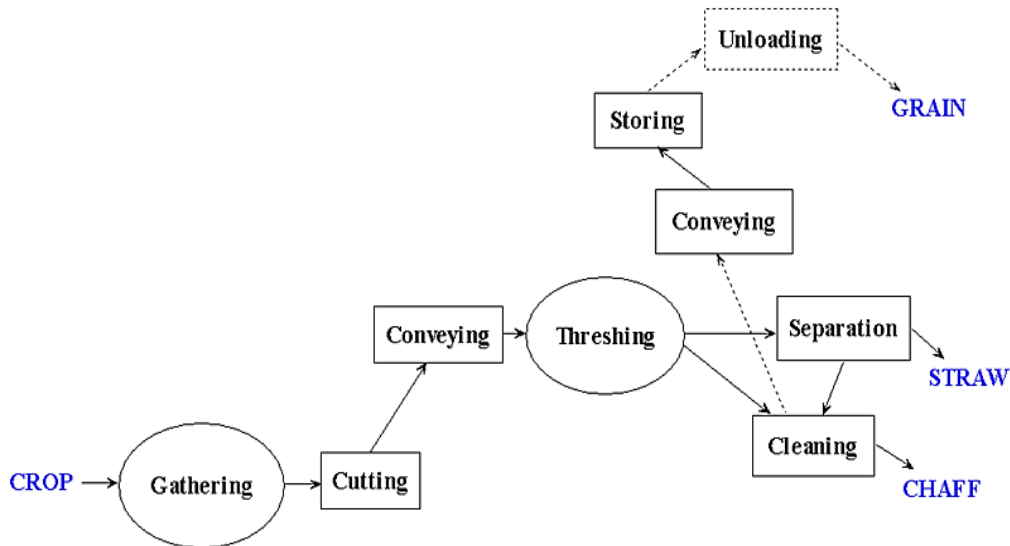 Unloading
GRAIN
Storing
Conveying
Conveying
Threshing
Separation
STRAW
Cleaning
CROP
Gathering
Cutting
CHAFF